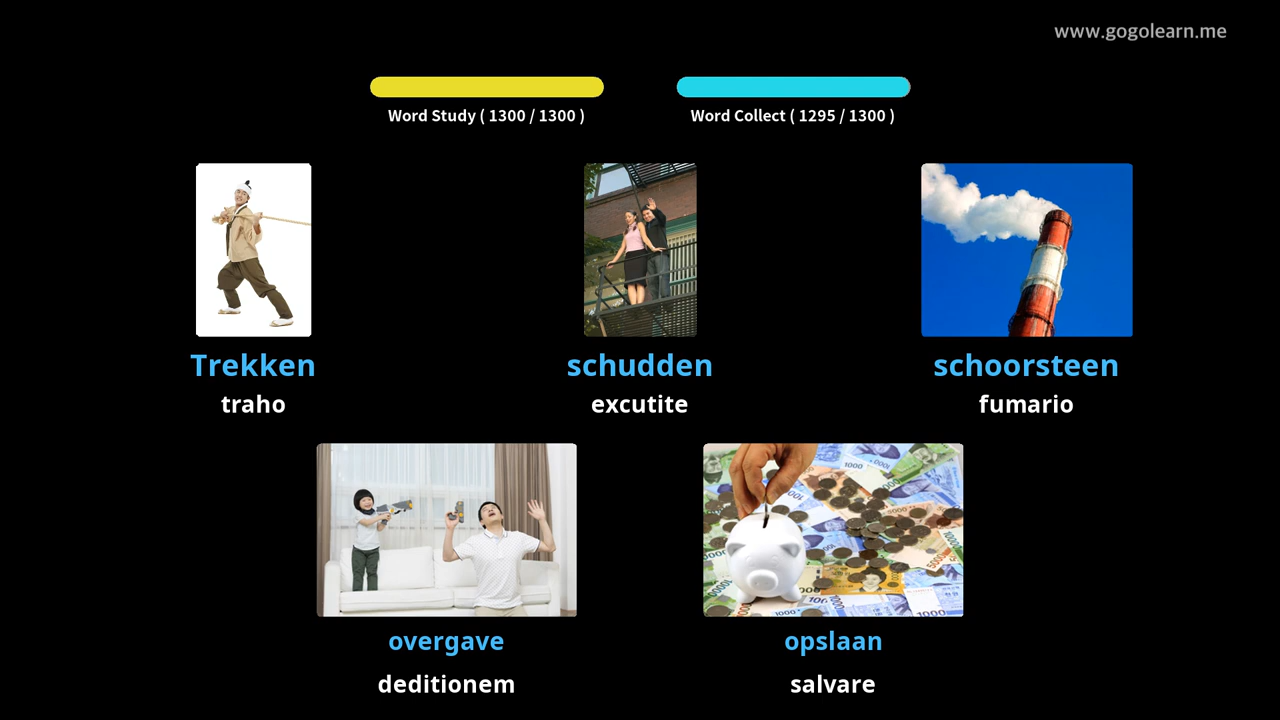 www.gogolearn.me
Word Study ( 1300 / 1300 )
Word Collect ( 1295 / 1300 )
Trekken
traho
schudden
excutite
schoorsteen
fumario
overgave
deditionem
opslaan
salvare